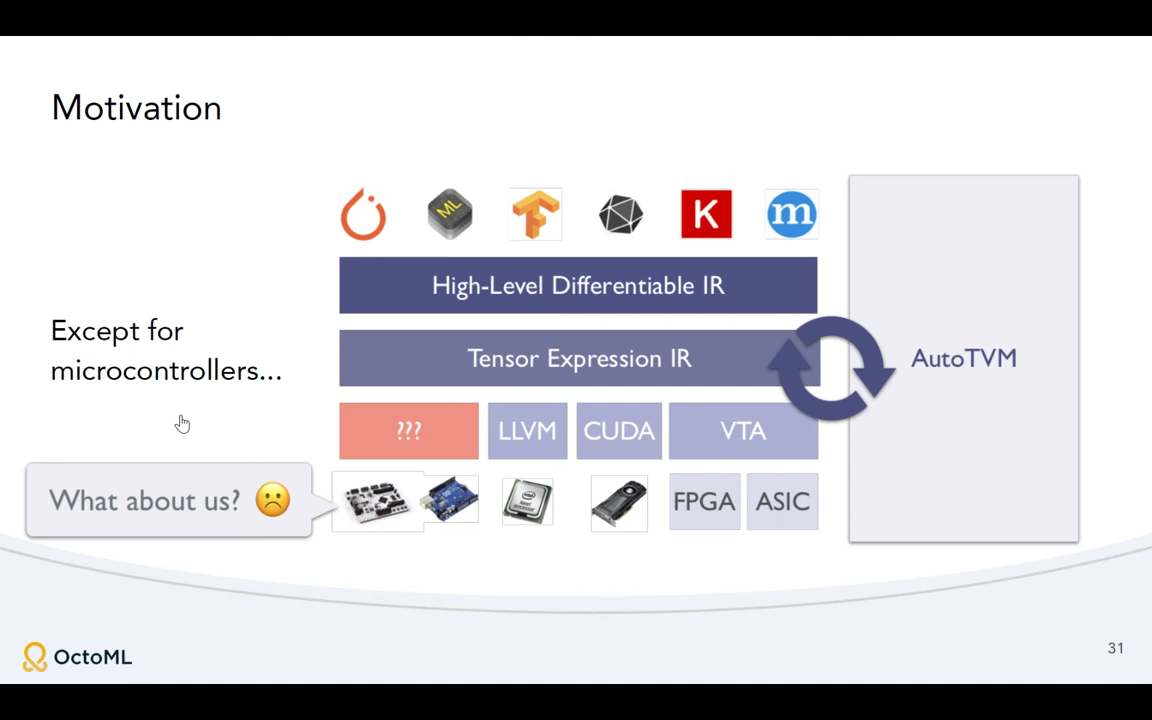 Motivation
ML
K
m
High-Level Differentiable IR
Except for
microcontrollers...
Tensor Expression IR
AutoTVM
???
LLVM
CUDA
VTA
What about us?
FPGA
ASIC
OctoML
31